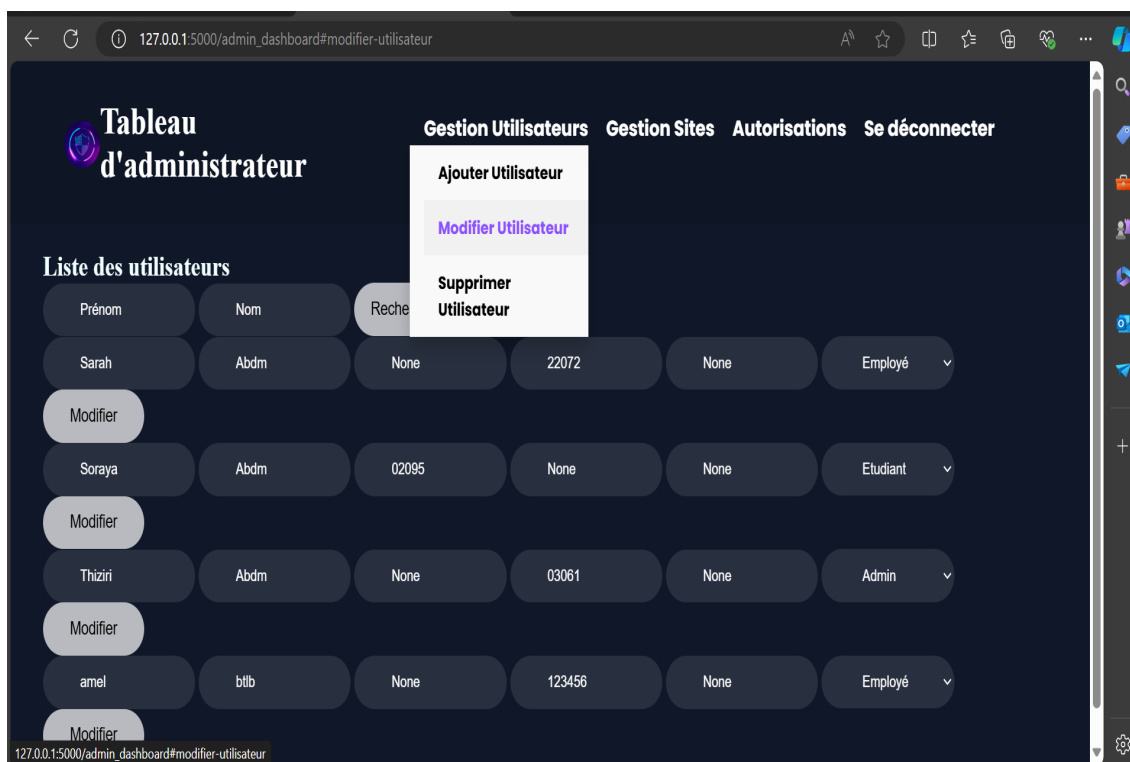 127.0.0.1:5000/admin_dashboard#modifier-utilisateur
Tableau
d'administrateur
Gestion Utilisateurs Gestion Sites Autorisations Se déconnecter
Ajouter Utilisateur
Modifier Utilisateur
Supprimer
Utilisateur
Liste des utilisateurs
Prénom Nom Reche
Sarah Abdm None 22072 None Employé
Modifier
Soraya Abdm 02095 None None Etudiant
Modifier
Thiziri Abdm None 03061 None Admin
Modifier
amel btlb None 123456 None Employé
Modifier
127.0.0.1:5000/admin_dashboard#modifier-utilisateur